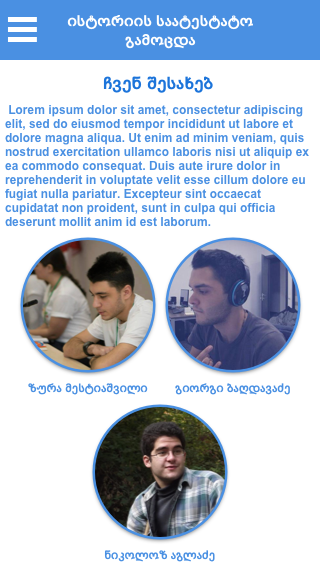 ისტორიის საატესტატო
გამოცდა
ჩვენ შესახებ
Lorem ipsum dolor sit amet, consectetur adipiscing
elit, sed do eiusmod tempor incididunt ut labore et
dolore magna aliqua. Ut enim ad minim veniam, quis
nostrud exercitation ullamco laboris nisi ut aliquip ex
ea commodo consequat. Duis aute irure dolor in
reprehenderit in voluptate velit esse cillum dolore eu
fugiat nulla pariatur. Excepteur sint occaecat
cupidatat non proident, sunt in culpa qui officia
deserunt mollit anim id est laborum.
ზურა მესტიაშვილი
გიორგი ბაღდავაძე
ნიკოლოზ აგლაძე